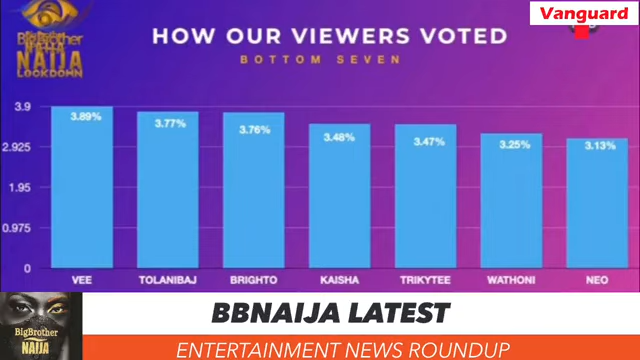 Vanguard
BigBrother
NAIJA
LOCKDOWN
HOW OUR VIEWERS VOTED
BOTTOM SEVEN
3.9
2.925
1.95
0.975
0
3.89%
3.77%
3.76%
3.48%
3.47%
3.25%
3.13%
VEE
TOLANIBAJ
BRIGHTO
KAISHA
TRIKYTEE
WATHONI
NEO
BBNAIJA LATEST
BigBrother
NAIJA
ENTERTAINMENT NEWS ROUNDUP